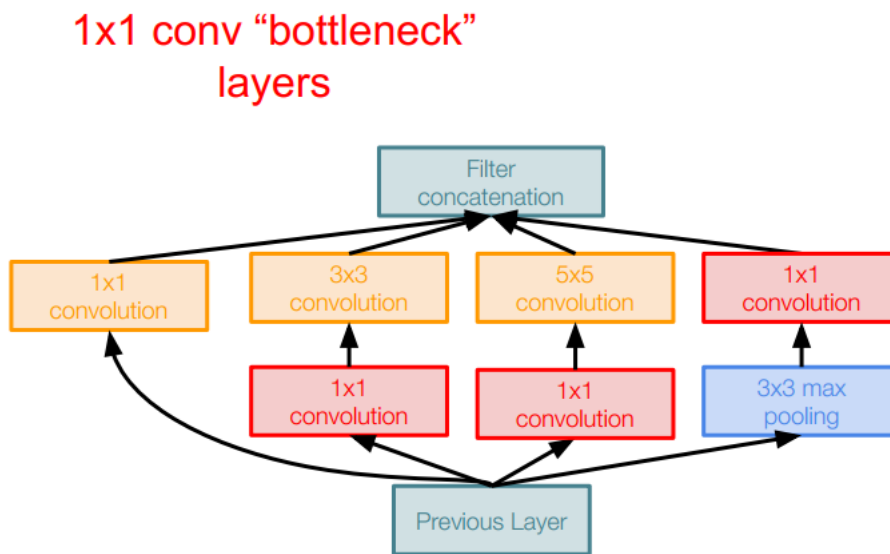 1x1 conv “bottleneck”
layers
Filter
concatenation
1x1
convolution
3x3
convolution
5x5
convolution
1x1
convolution
1x1
convolution
1x1
convolution
3x3 max
pooling
Previous Layer